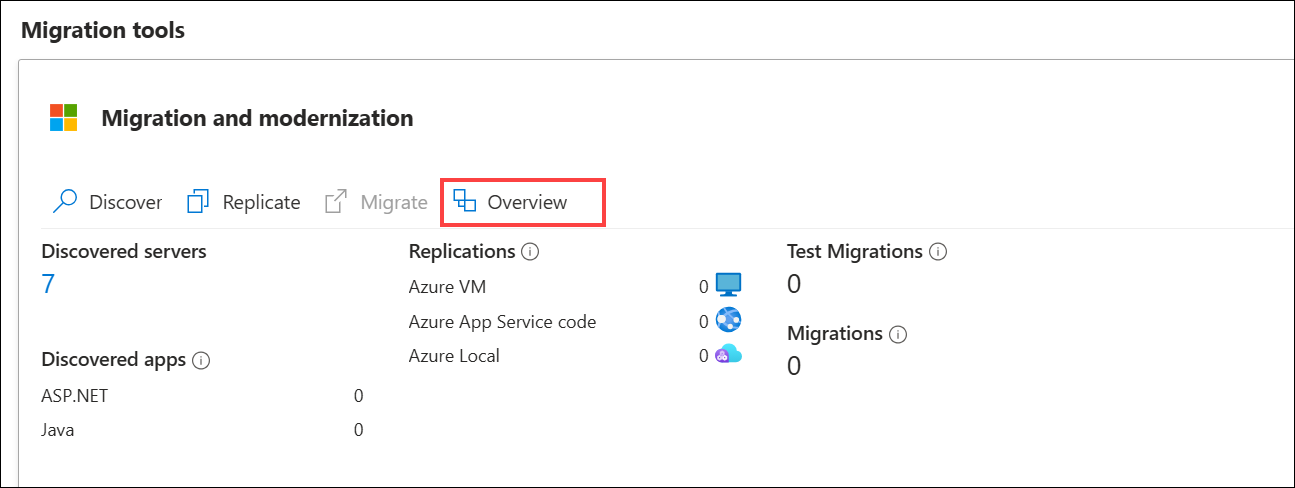 Migration tools
Migration and modernization
Discover Replicate Migrate Overview
Discovered servers
7
Discovered apps
ASP.NET 0
Java 0
Replications
Azure VM 0
Azure App Service code 0
Azure Local 0
Test Migrations
0
Migrations
0